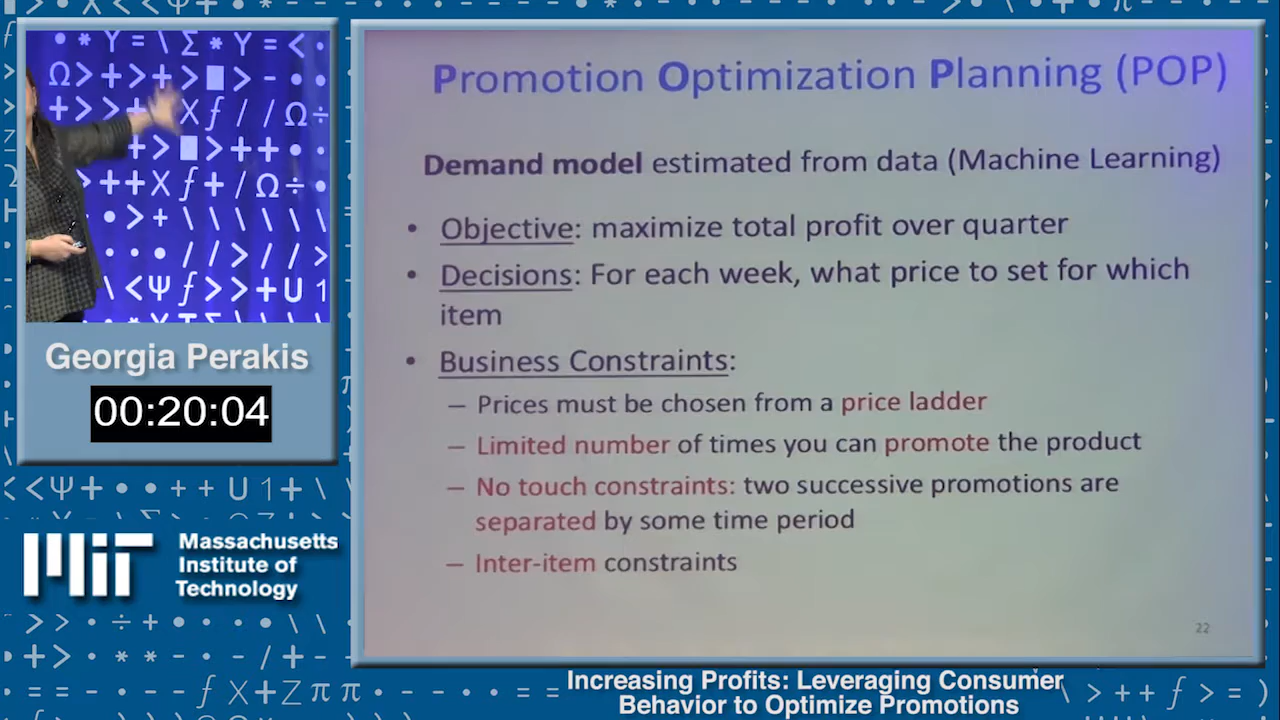 Promotion Optimization Planning (POP)
Demand model estimated from data (Machine Learning)
• Objective: maximize total profit over quarter
• Decisions: For each week, what price to set for which
item
• Business Constraints:
– Prices must be chosen from a price ladder
– Limited number of times you can promote the product
– No touch constraints: two successive promotions are
separated by some time period
– Inter-item constraints
22
Georgia Perakis
00:20:04
MIT
Massachusetts
Institute of
Technology
Increasing Profits: Leveraging Consumer
Behavior to Optimize Promotions